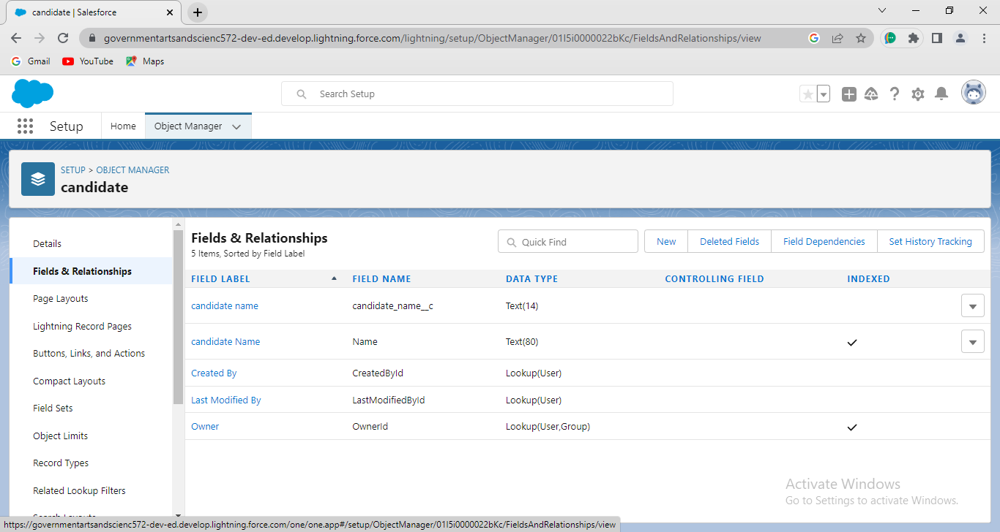 candidate | Salesforce
governmentartsandscienc572-dev-ed.develop.lightning.force.com/lightning/setup/ObjectManager/01I5i0000022bKc/FieldsAndRelationships/view
Gmail YouTube Maps
Search Setup
Setup Home Object Manager
SETUP > OBJECT MANAGER
candidate
Details
Fields & Relationships
Page Layouts
Lightning Record Pages
Buttons, Links, and Actions
Compact Layouts
Field Sets
Object Limits
Record Types
Related Lookup Filters
Search Layouts
Fields & Relationships
5 Items, Sorted by Field Label
Quick Find
New Deleted Fields Field Dependencies Set History Tracking
FIELD LABEL FIELD NAME DATA TYPE CONTROLLING FIELD INDEXED
candidate name candidate_name__c Text(14)
candidate Name Name Text(80)
Created By CreatedById Lookup(User)
Last Modified By LastModifiedById Lookup(User)
Owner OwnerId Lookup(User,Group)
Activate Windows
Go to Settings to activate Windows.
https://governmentartsandscienc572-dev-ed.develop.lightning.force.com/one/one.app#/setup/ObjectManager/01I5i0000022bKc/FieldsAndRelationships/view